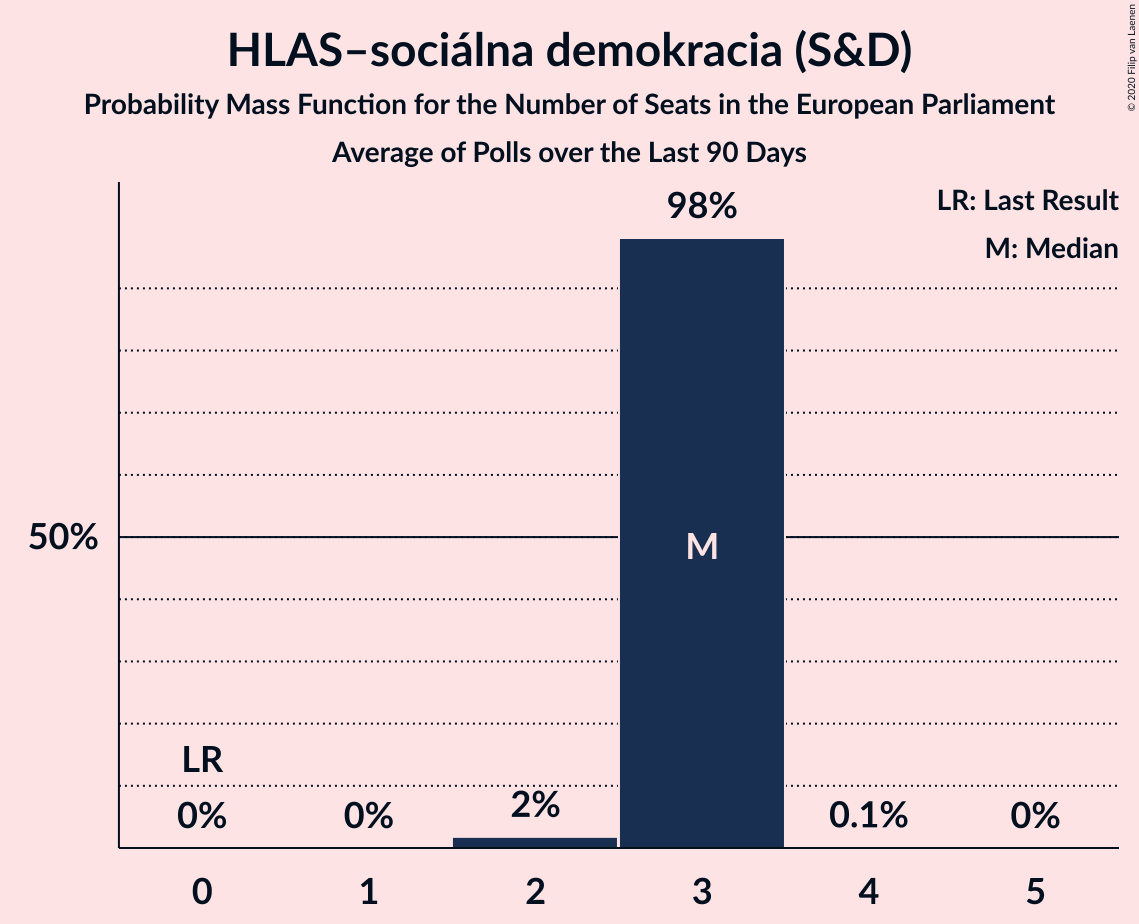 HLAS–sociálna demokracia (S&D)
Probability Mass Function for the Number of Seats in the European Parliament
Average of Polls over the Last 90 Days
© 2020 Filip van Laenen
98%
LR: Last Result
M: Median
50%
M
LR
0%
0%
2%
0.1%
0%
0
1
2
3
4
5